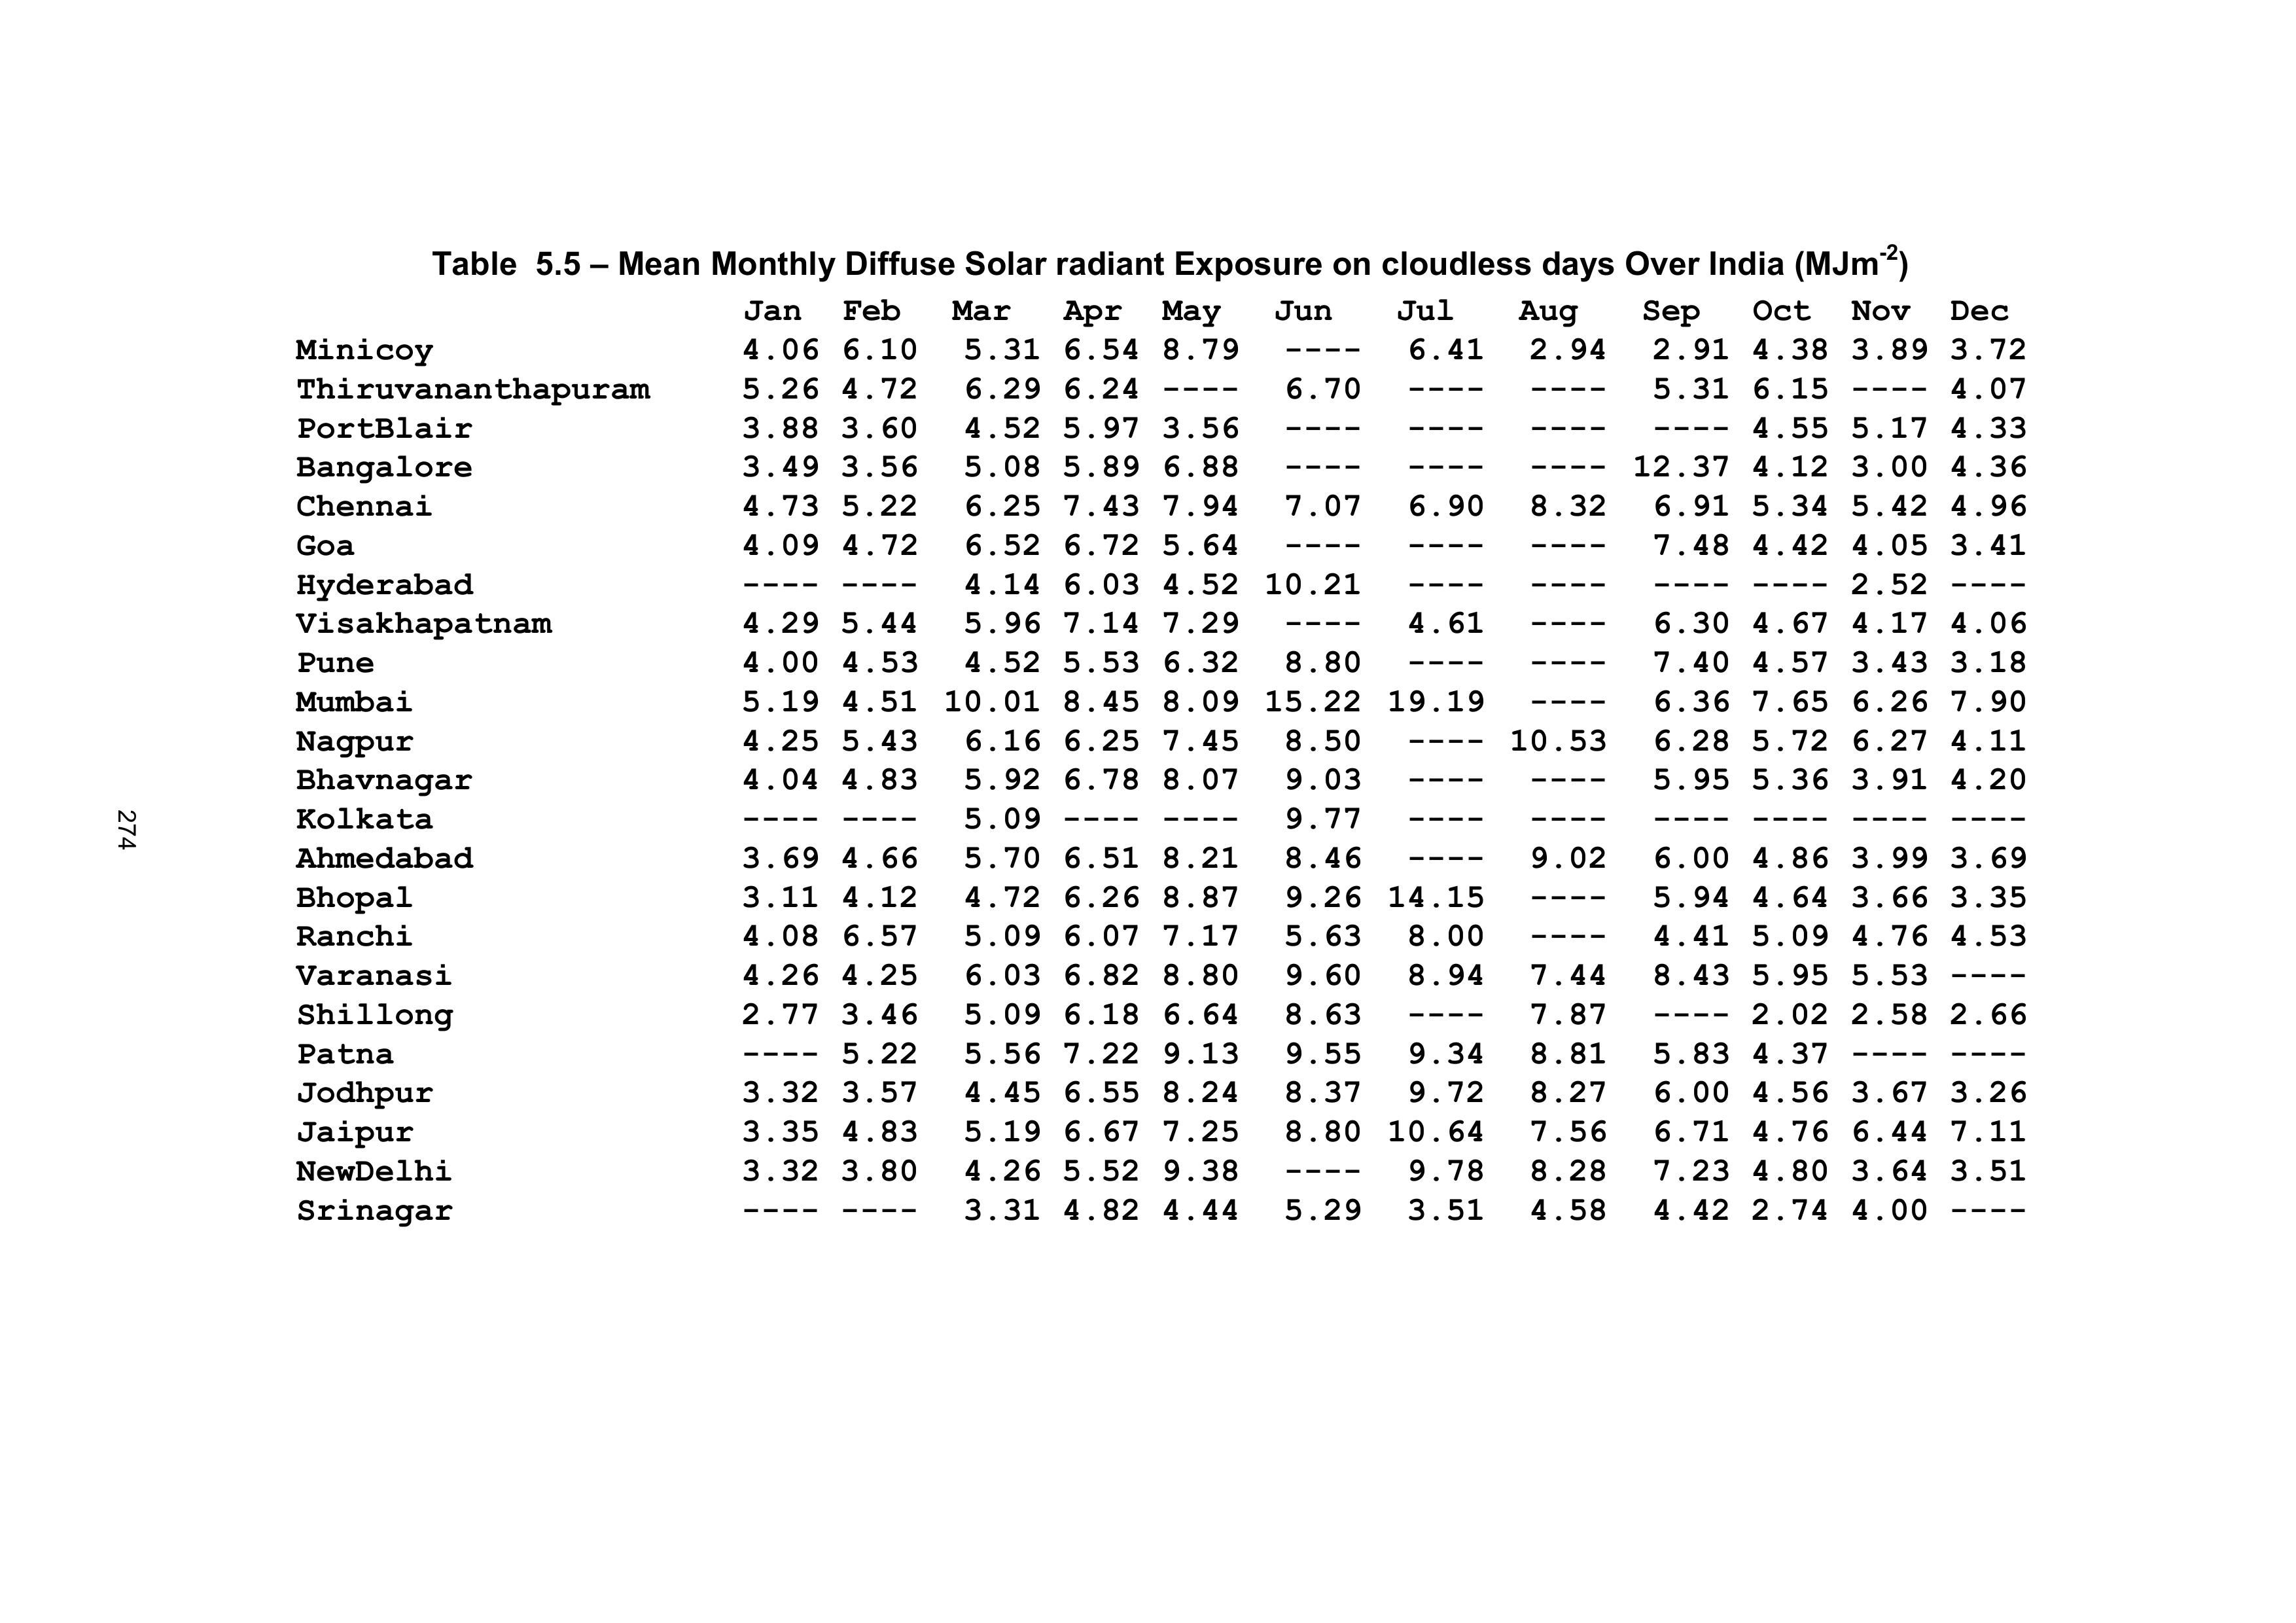 Table 5.5 – Mean Monthly Diffuse Solar radiant Exposure on cloudless days Over India (MJm-2)
Jan Feb Mar Apr May Jun Jul Aug Sep Oct Nov Dec
Minicoy 4.06 6.10 5.31 6.54 8.79 ---- 6.41 2.94 2.91 4.38 3.89 3.72
Thiruvananthapuram 5.26 4.72 6.29 6.24 ---- 6.70 ---- ---- 5.31 6.15 ---- 4.07
PortBlair 3.88 3.60 4.52 5.97 3.56 ---- ---- ---- ---- 4.55 5.17 4.33
Bangalore 3.49 3.56 5.08 5.89 6.88 ---- ---- ---- 12.37 4.12 3.00 4.36
Chennai 4.73 5.22 6.25 7.43 7.94 7.07 6.90 8.32 6.91 5.34 5.42 4.96
Goa 4.09 4.72 6.52 6.72 5.64 ---- ---- ---- 7.48 4.42 4.05 3.41
Hyderabad ---- ---- 4.14 6.03 4.52 10.21 ---- ---- ---- ---- 2.52 ----
Visakhapatnam 4.29 5.44 5.96 7.14 7.29 ---- 4.61 ---- 6.30 4.67 4.17 4.06
Pune 4.00 4.53 4.52 5.53 6.32 8.80 ---- ---- 7.40 4.57 3.43 3.18
Mumbai 5.19 4.51 10.01 8.45 8.09 15.22 19.19 ---- 6.36 7.65 6.26 7.90
Nagpur 4.25 5.43 6.16 6.25 7.45 8.50 ---- 10.53 6.28 5.72 6.27 4.11
Bhavnagar 4.04 4.83 5.92 6.78 8.07 9.03 ---- ---- 5.95 5.36 3.91 4.20
Kolkata ---- ---- 5.09 ---- ---- 9.77 ---- ---- ---- ---- ---- ----
Ahmedabad 3.69 4.66 5.70 6.51 8.21 8.46 ---- 9.02 6.00 4.86 3.99 3.69
Bhopal 3.11 4.12 4.72 6.26 8.87 9.26 14.15 ---- 5.94 4.64 3.66 3.35
Ranchi 4.08 6.57 5.09 6.07 7.17 5.63 8.00 ---- 4.41 5.09 4.76 4.53
Varanasi 4.26 4.25 6.03 6.82 8.80 9.60 8.94 7.44 8.43 5.95 5.53 ----
Shillong 2.77 3.46 5.09 6.18 6.64 8.63 ---- 7.87 ---- 2.02 2.58 2.66
Patna ---- 5.22 5.56 7.22 9.13 9.55 9.34 8.81 5.83 4.37 ---- ----
Jodhpur 3.32 3.57 4.45 6.55 8.24 8.37 9.72 8.27 6.00 4.56 3.67 3.26
Jaipur 3.35 4.83 5.19 6.67 7.25 8.80 10.64 7.56 6.71 4.76 6.44 7.11
NewDelhi 3.32 3.80 4.26 5.52 9.38 ---- 9.78 8.28 7.23 4.80 3.64 3.51
Srinagar ---- ---- 3.31 4.82 4.44 5.29 3.51 4.58 4.42 2.74 4.00 ----
274